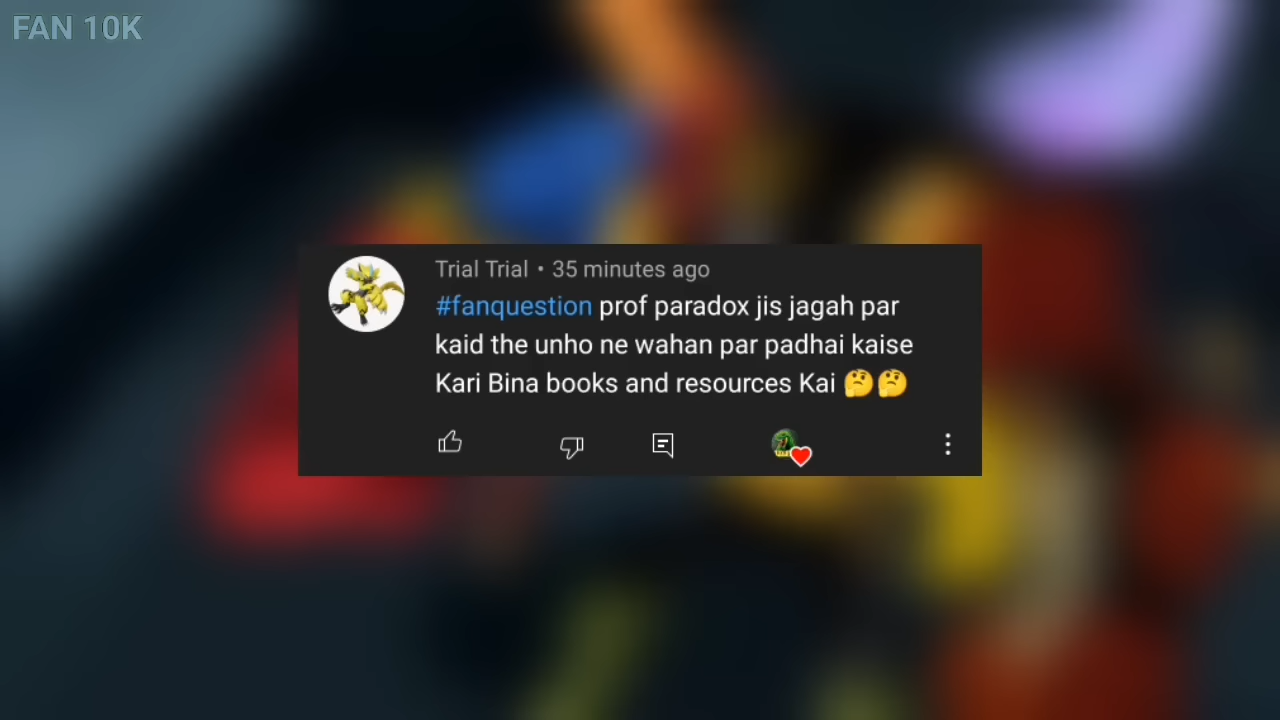 FAN 10K
Trial Trial • 35 minutes ago
#fanquestion prof paradox jis jagah par
kaid the unho ne wahan par padhai kaise
Kari Bina books and resources Kai 🤔🤔